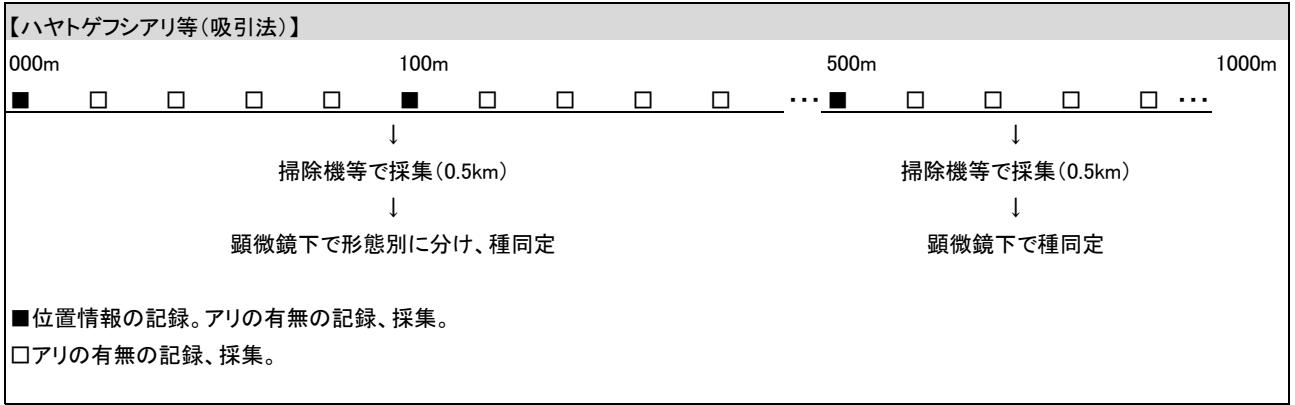 【ハヤトゲフシアリ等(吸引法)】
000m 100m 500m 1000m
■ □ □ □ □ ■ □ □ □ □ ･･･ ■ □ □ □ □ ･･･
↓ ↓
掃除機等で採集(0.5km) 掃除機等で採集(0.5km)
↓ ↓
顕微鏡下で形態別に分け、種同定 顕微鏡下で種同定
■位置情報の記録。アリの有無の記録、採集。
□アリの有無の記録、採集。